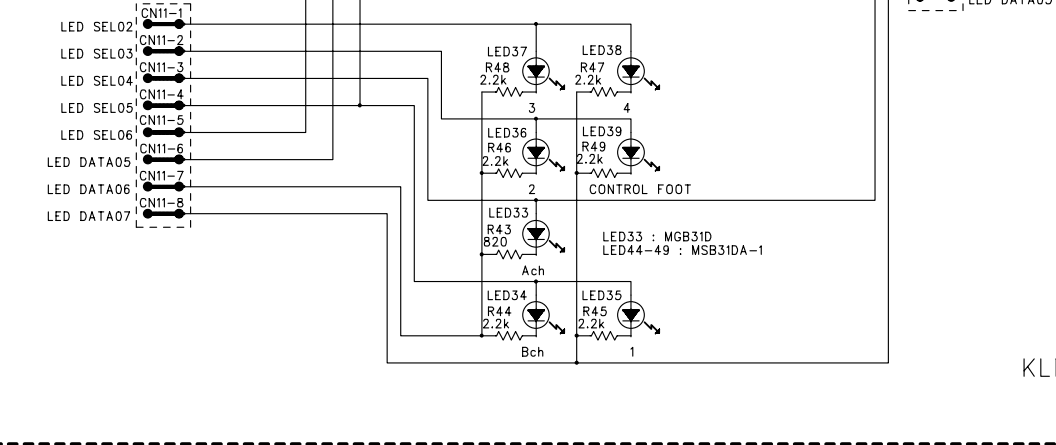 LED DATA05
CN11-1
LED SEL02
CN11-2
LED SEL03
CN11-3
LED SEL04
CN11-4
LED SEL05
CN11-5
LED SEL06
CN11-6
LED DATA05
CN11-7
LED DATA06
CN11-8
LED DATA07
LED37 LED38
R48 R47
2.2k 2.2k
3 4
LED36 LED39
R46 R49
2.2k 2.2k
2 CONTROL FOOT
LED33
R43
820
Ach
LED33 : MGB31D
LED44-49 : MSB31DA-1
LED34 LED35
R44 R45
2.2k 2.2k
Bch 1